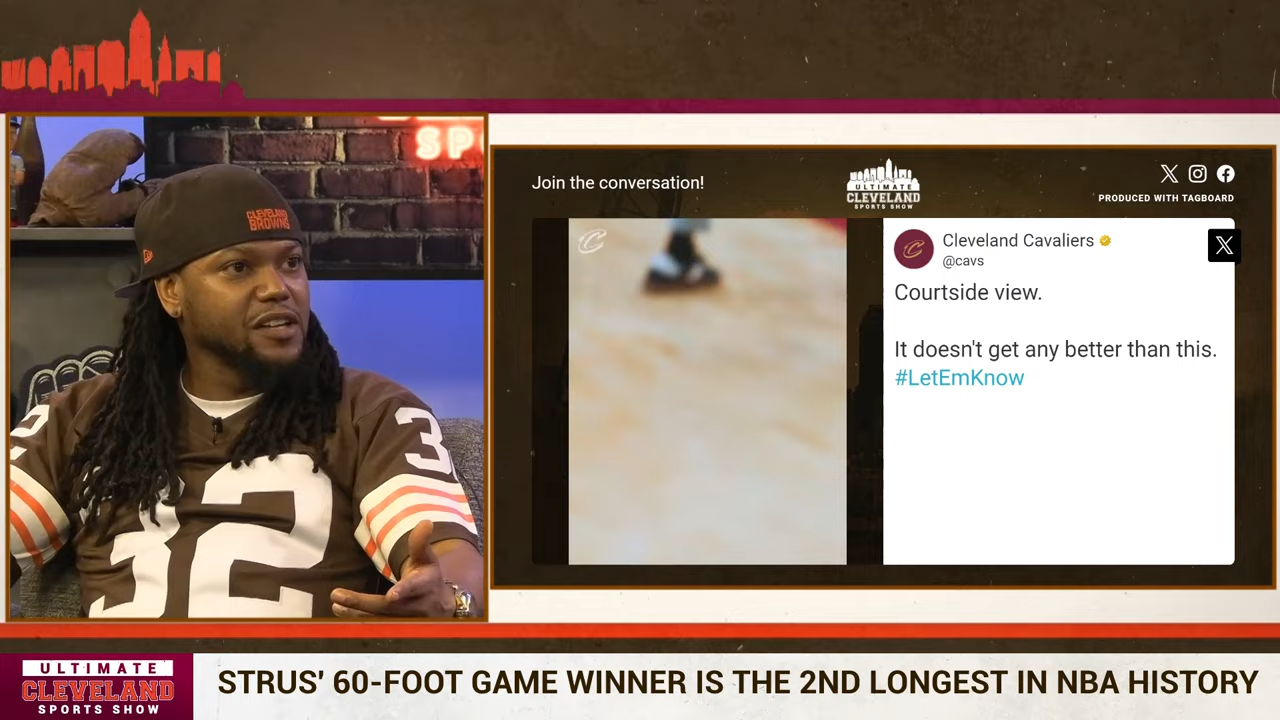 SP
CLEVELAND
BROWNS
32
3
Join the conversation!
ULTIMATE
CLEVELAND
SPORTS SHOW
PRODUCED WITH TAGBOARD
C
Cleveland Cavaliers
@cavs
Courtside view.
It doesn't get any better than this.
#LetEmKnow
ULTIMATE
CLEVELAND
SPORTS SHOW
STRUS' 60-FOOT GAME WINNER IS THE 2ND LONGEST IN NBA HISTORY